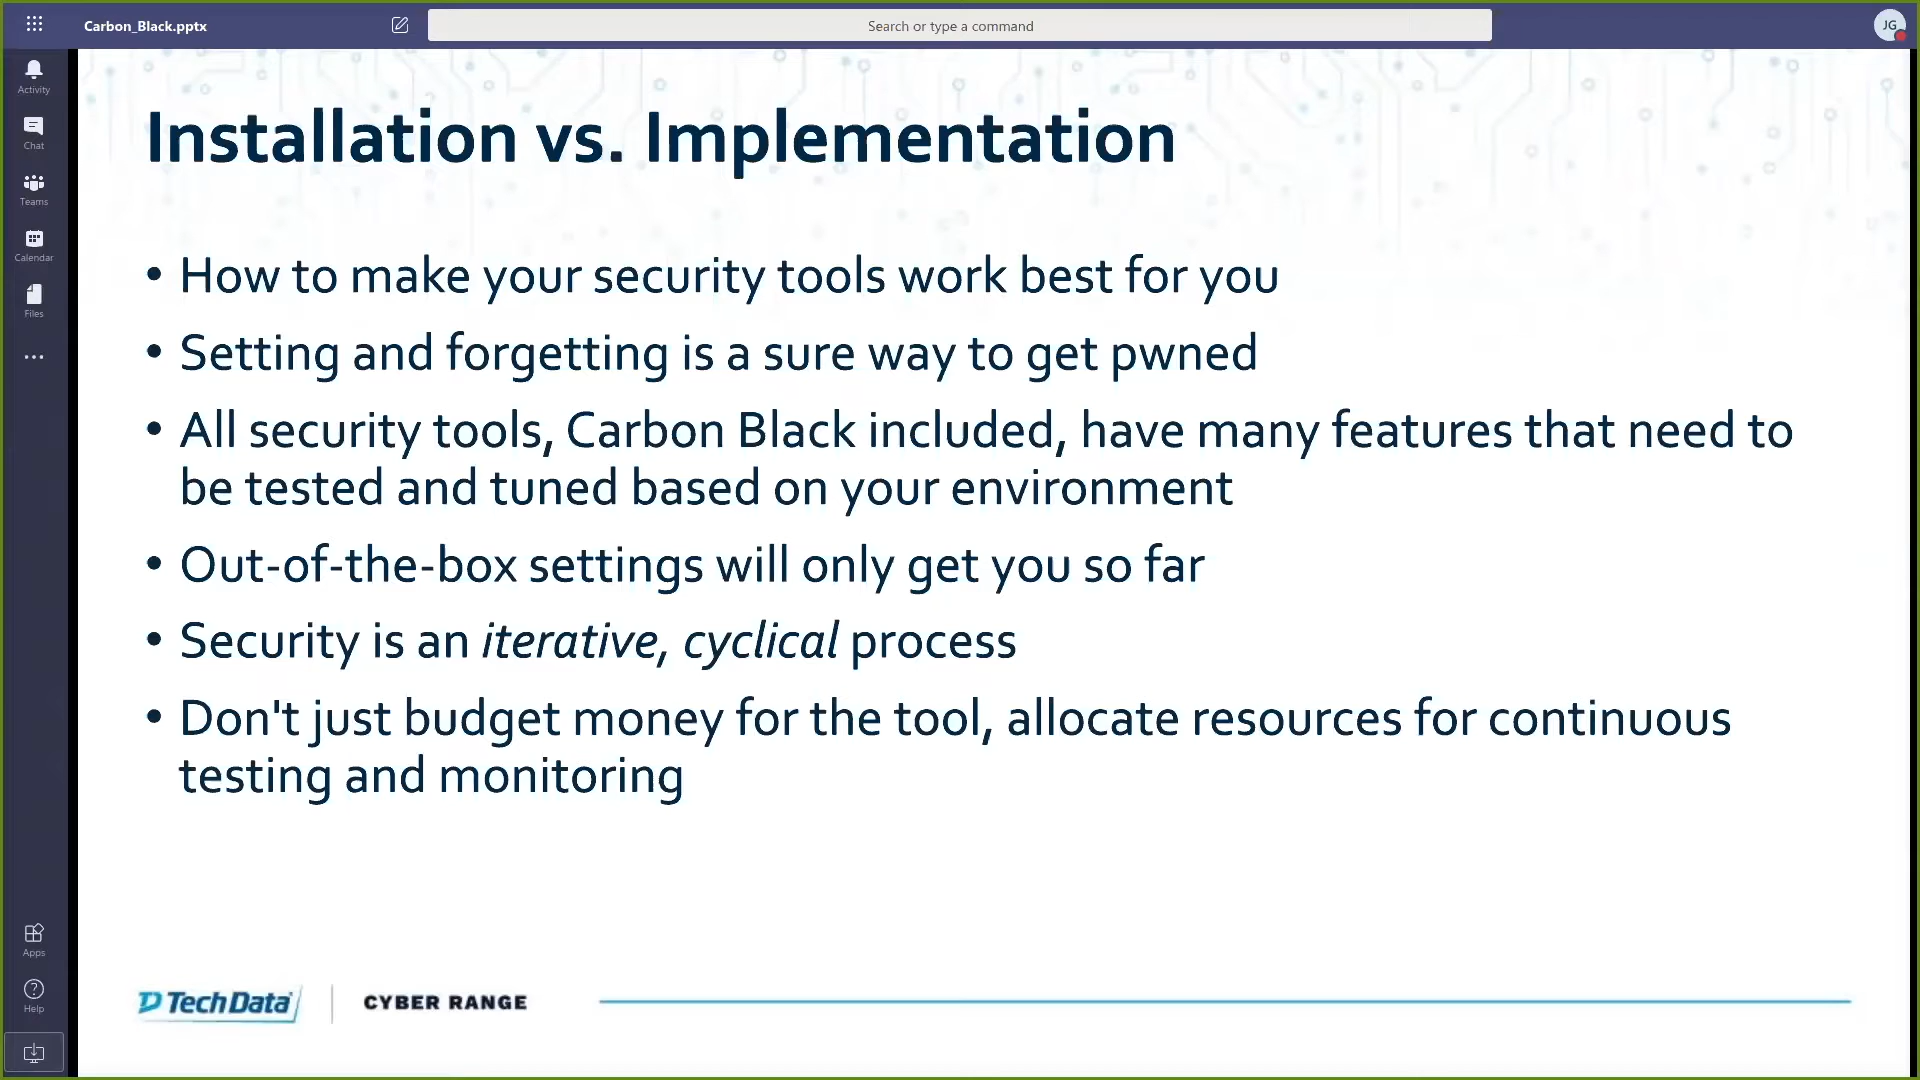 Carbon_Black.pptx
Search or type a command
JG
Activity
Chat
Teams
Calendar
Files
Apps
Help
Installation vs. Implementation
• How to make your security tools work best for you
• Setting and forgetting is a sure way to get pwned
• All security tools, Carbon Black included, have many features that need to
be tested and tuned based on your environment
• Out-of-the-box settings will only get you so far
• Security is an iterative, cyclical process
• Don't just budget money for the tool, allocate resources for continuous
testing and monitoring
Tech Data
CYBER RANGE